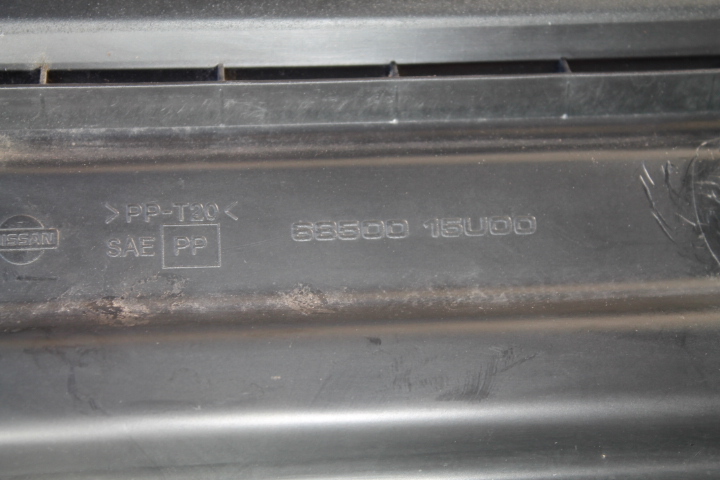 NISSAN
>PP-T20<
SAE PP
63500 15U00